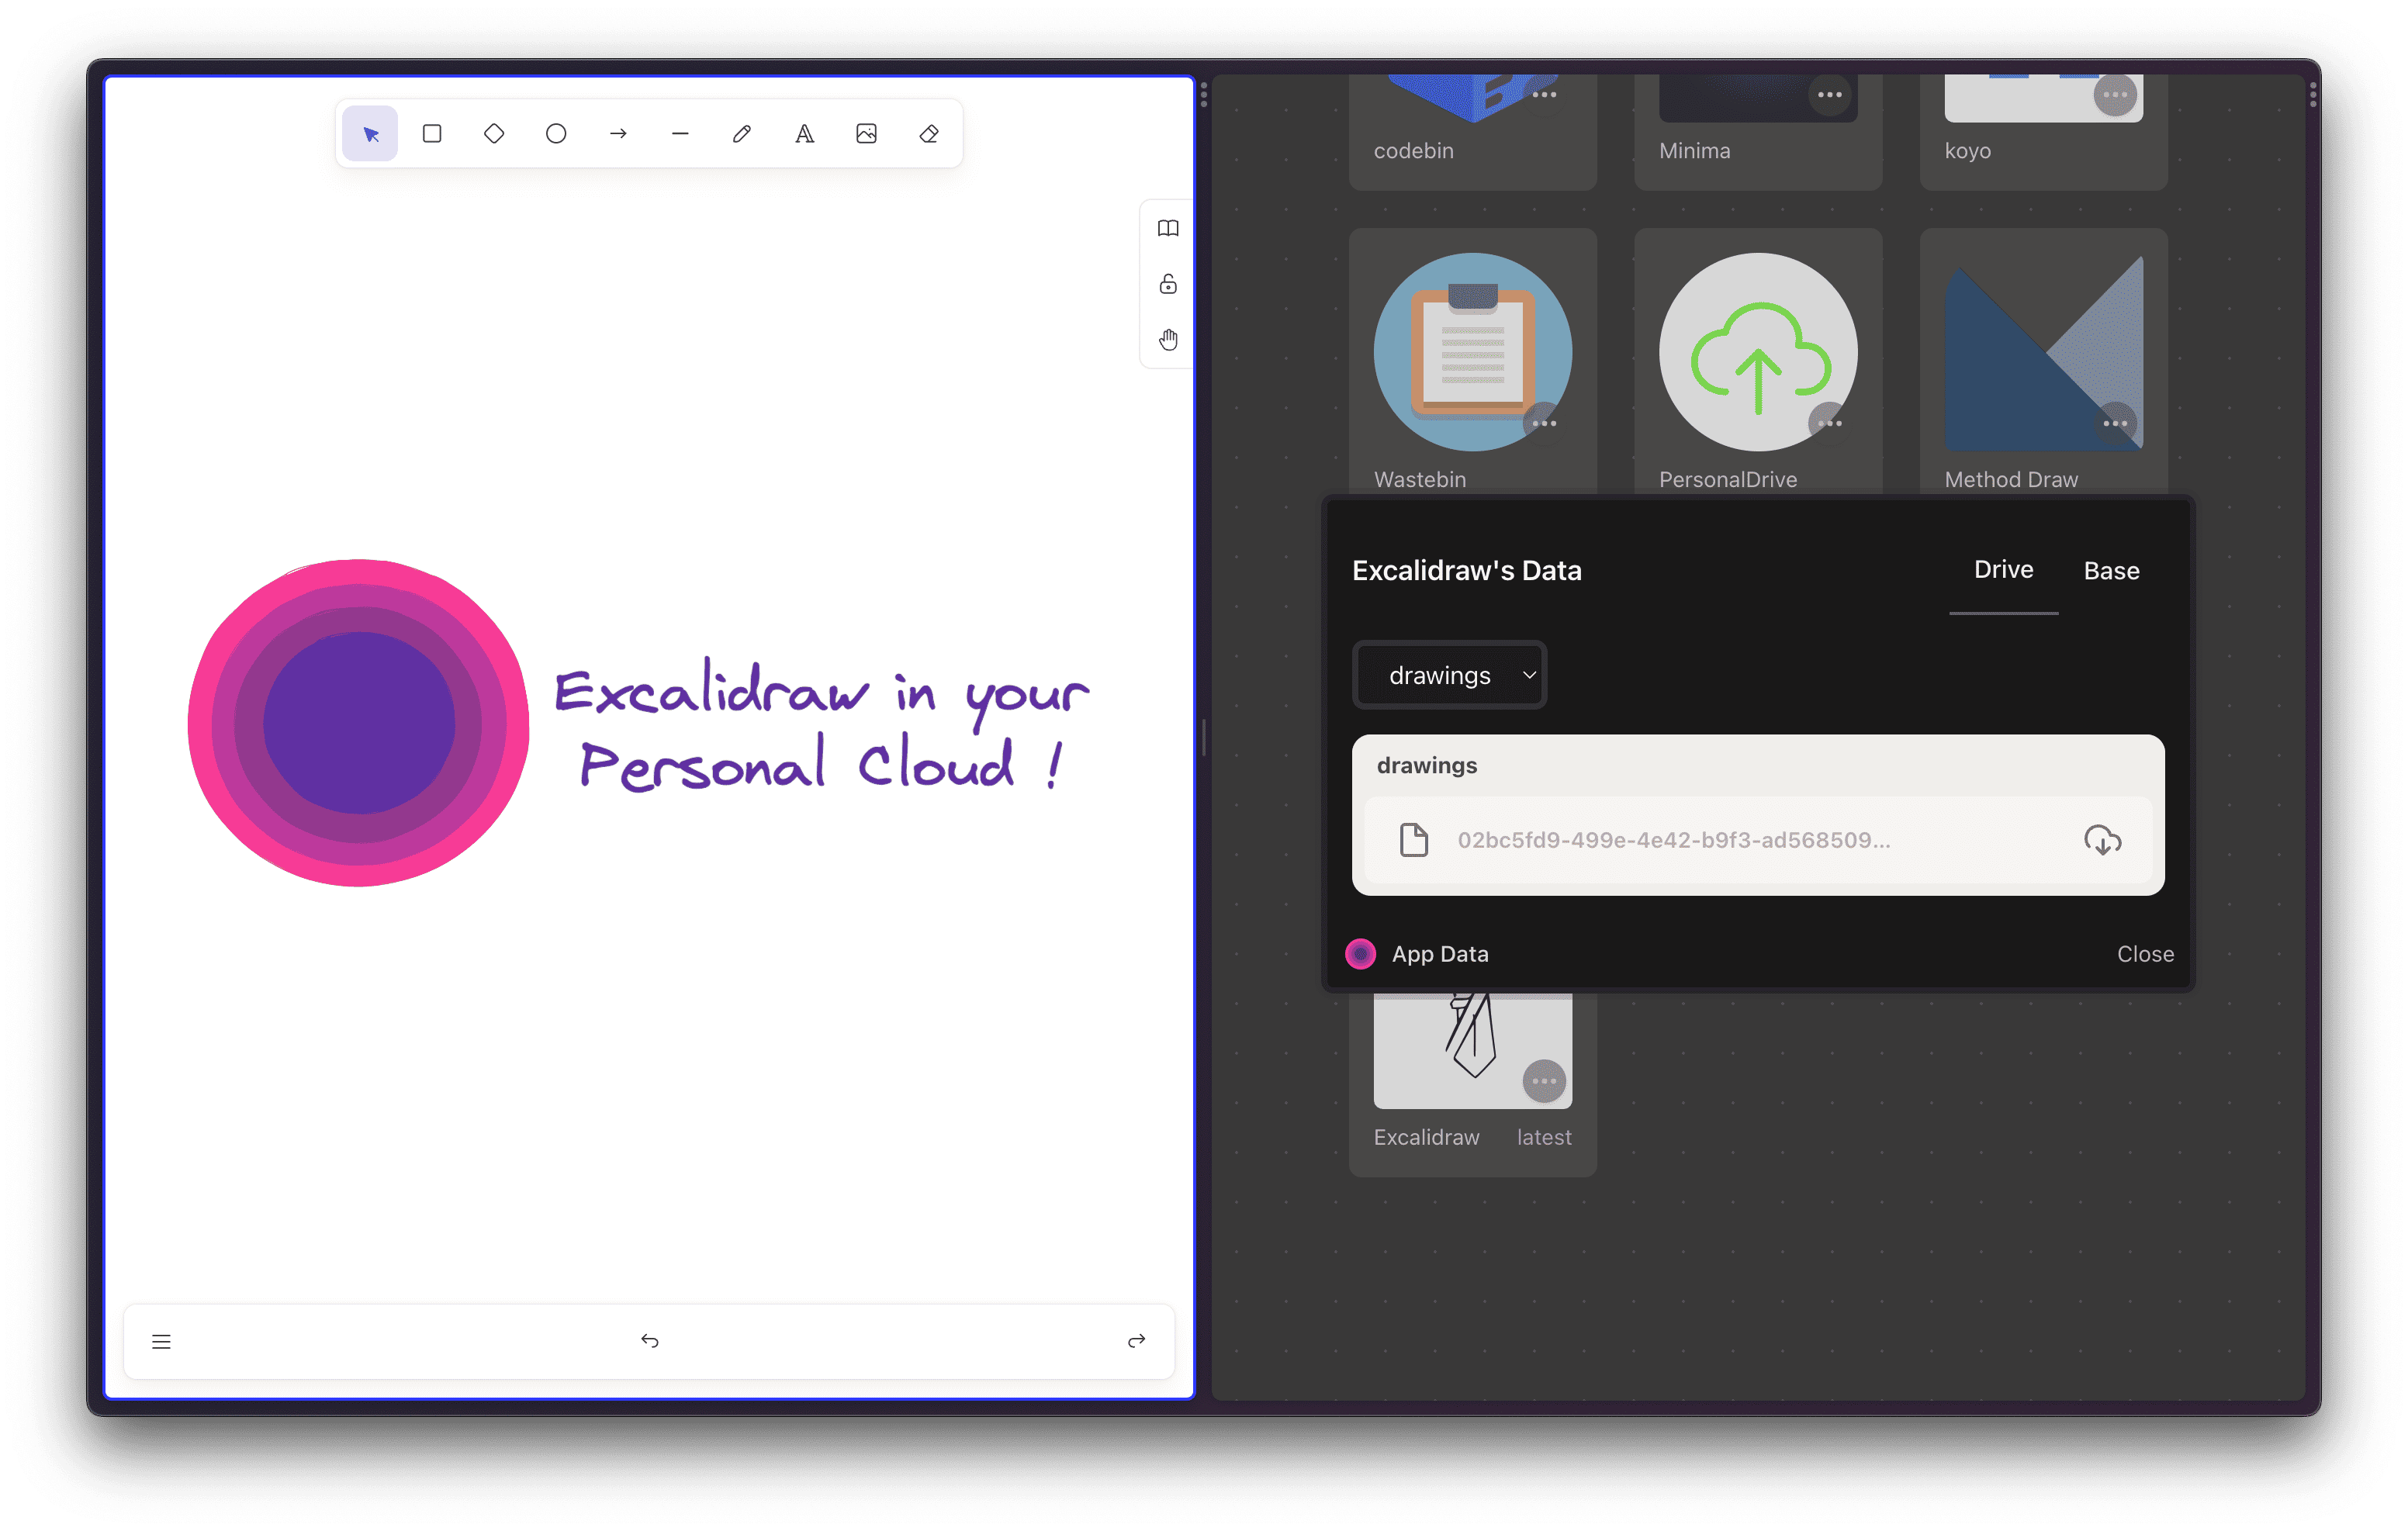 Excalidraw in your
Personal Cloud !
codebin
Minima
koyo
Wastebin
PersonalDrive
Method Draw
Excalidraw's Data
Drive
Base
drawings
drawings
02bc5fd9-499e-4e42-b9f3-ad568509...
App Data
Close
Excalidraw
latest